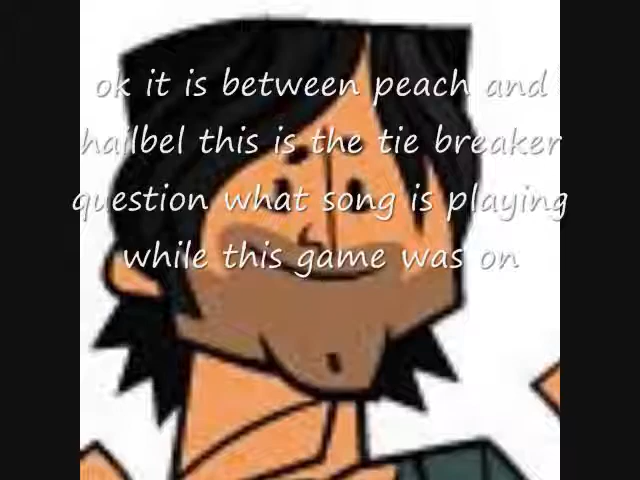 ok it is between peach and
hailbel this is the tie breaker
question what song is playing
while this game was on